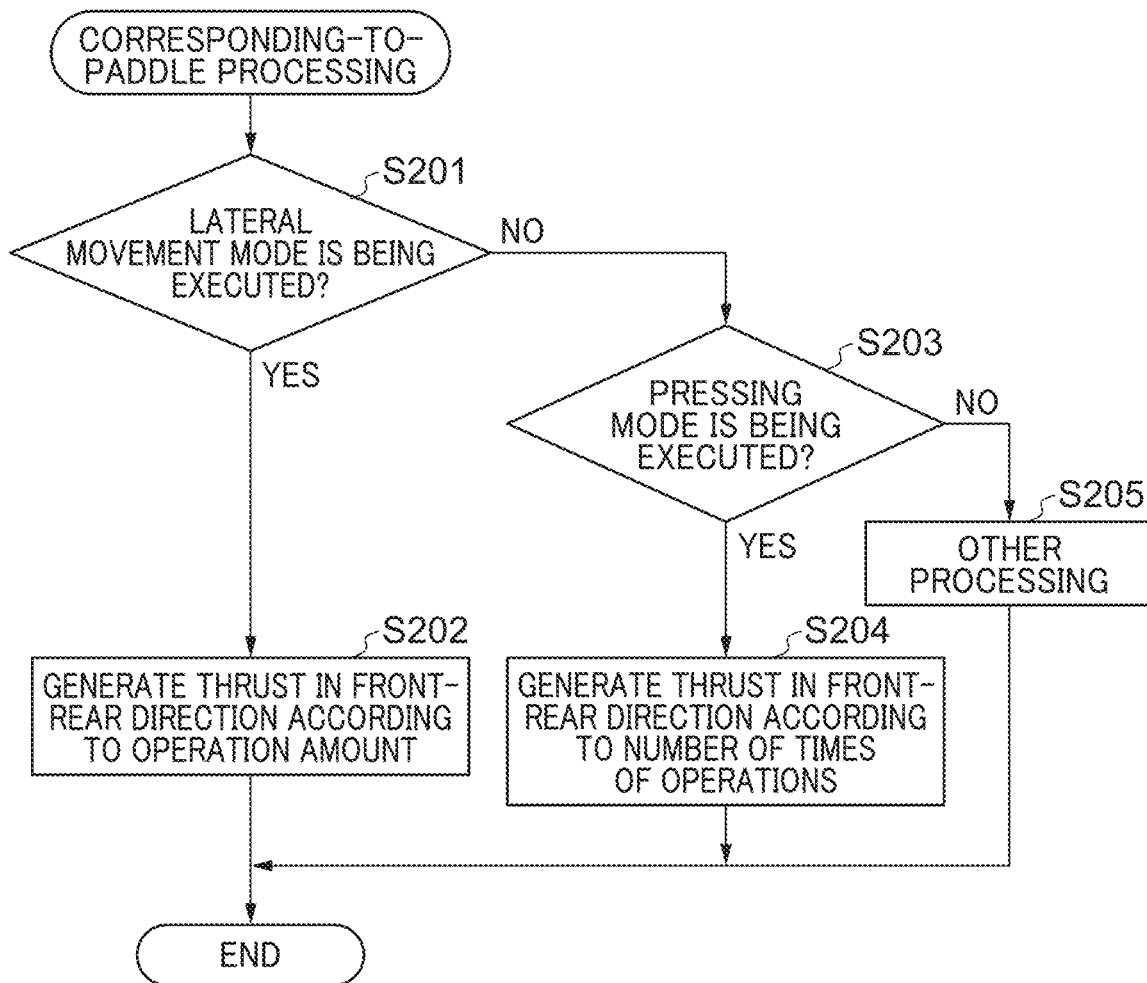 CORRESPONDING-TO-
PADDLE PROCESSING
S201
LATERAL
MOVEMENT MODE IS BEING
EXECUTED?
NO
YES
S203
PRESSING
MODE IS BEING
EXECUTED?
NO
YES
S205
OTHER
PROCESSING
S202
GENERATE THRUST IN FRONT-
REAR DIRECTION ACCORDING
TO OPERATION AMOUNT
S204
GENERATE THRUST IN FRONT-
REAR DIRECTION ACCORDING
TO NUMBER OF TIMES
OF OPERATIONS
END